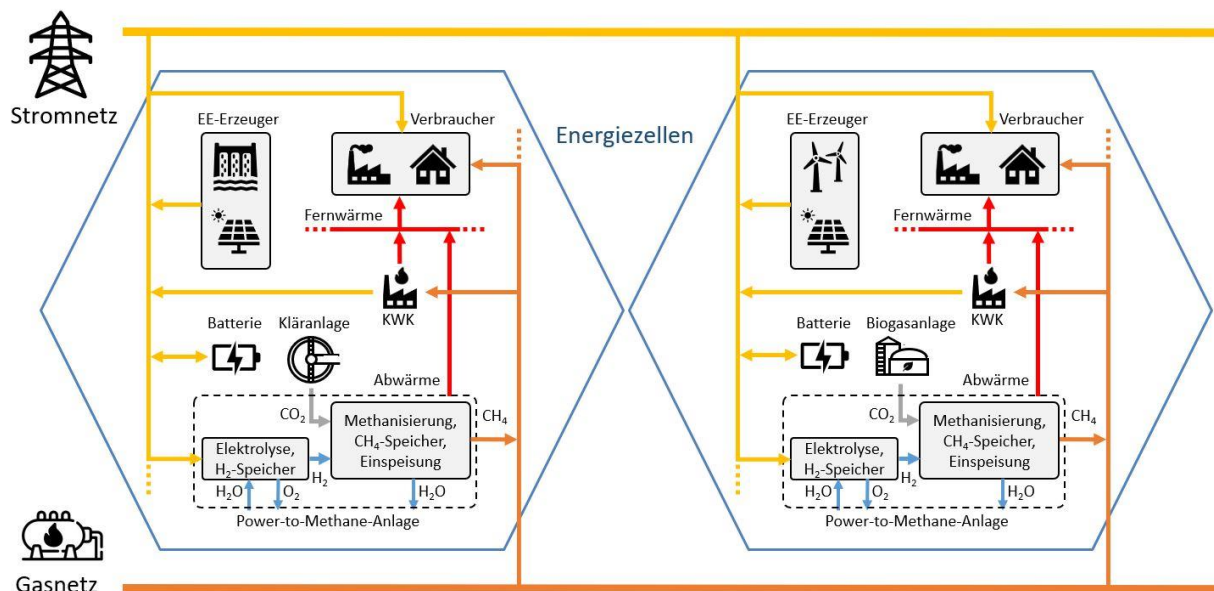 Stromnetz
Energiezellen
EE-Erzeuger
Verbraucher
Fernwärme
KWK
Batterie
Kläranlage
Abwärme
CO₂
Methanisierung,
CH₄-Speicher,
Einspeisung
CH₄
Elektrolyse,
H₂-Speicher
H₂
H₂O
O₂
H₂O
Power-to-Methane-Anlage
EE-Erzeuger
Verbraucher
Fernwärme
KWK
Batterie
Biogasanlage
Abwärme
CO₂
Methanisierung,
CH₄-Speicher,
Einspeisung
CH₄
Elektrolyse,
H₂-Speicher
H₂
H₂O
O₂
H₂O
Power-to-Methane-Anlage
Gasnetz